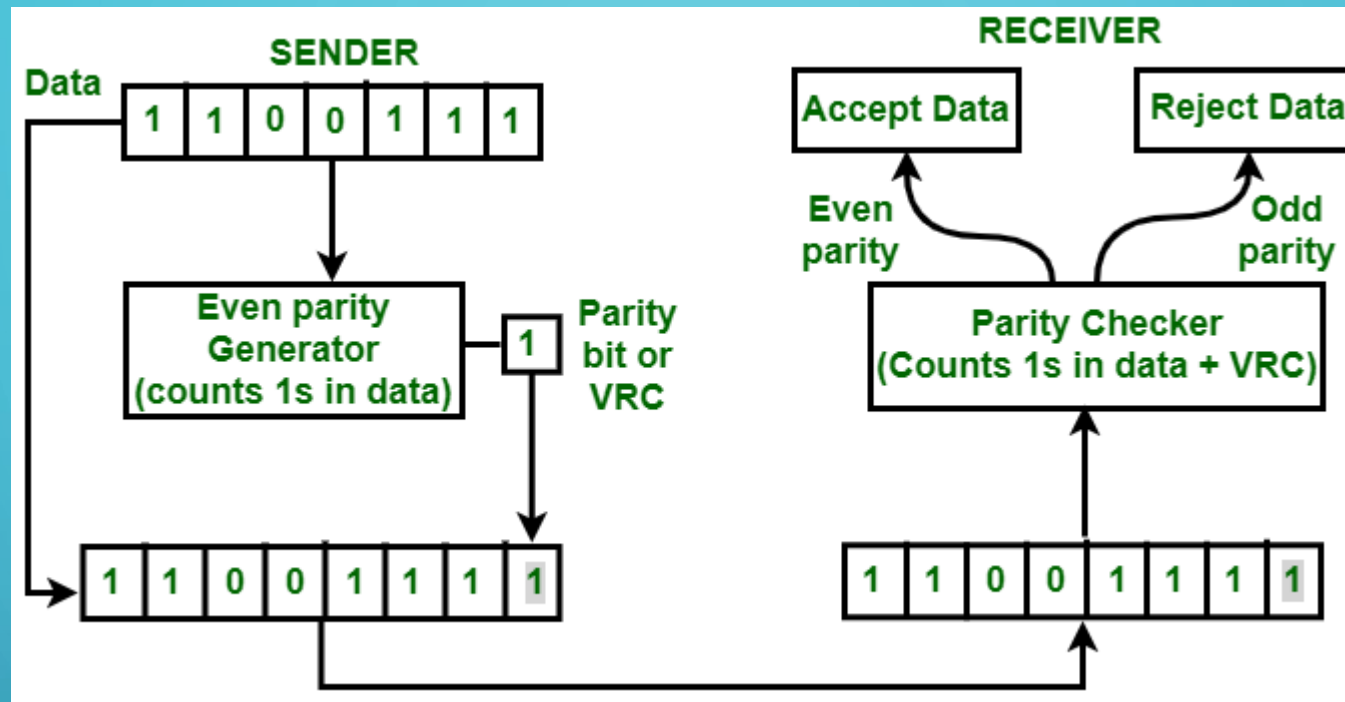 SENDER
Data
1 1 0 0 1 1 1
Even parity
Generator
(counts 1s in data)
1
Parity
bit or
VRC
1 1 0 0 1 1 1 1
RECEIVER
Accept Data
Reject Data
Even
parity
Odd
parity
Parity Checker
(Counts 1s in data + VRC)
1 1 0 0 1 1 1 1